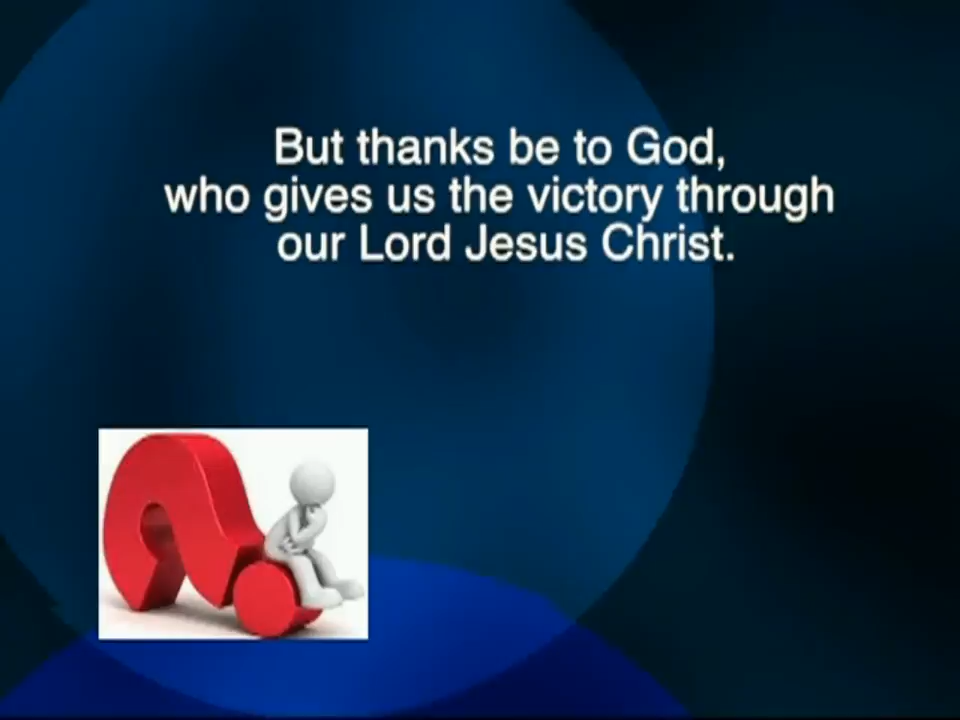 But thanks be to God,
who gives us the victory through
our Lord Jesus Christ.